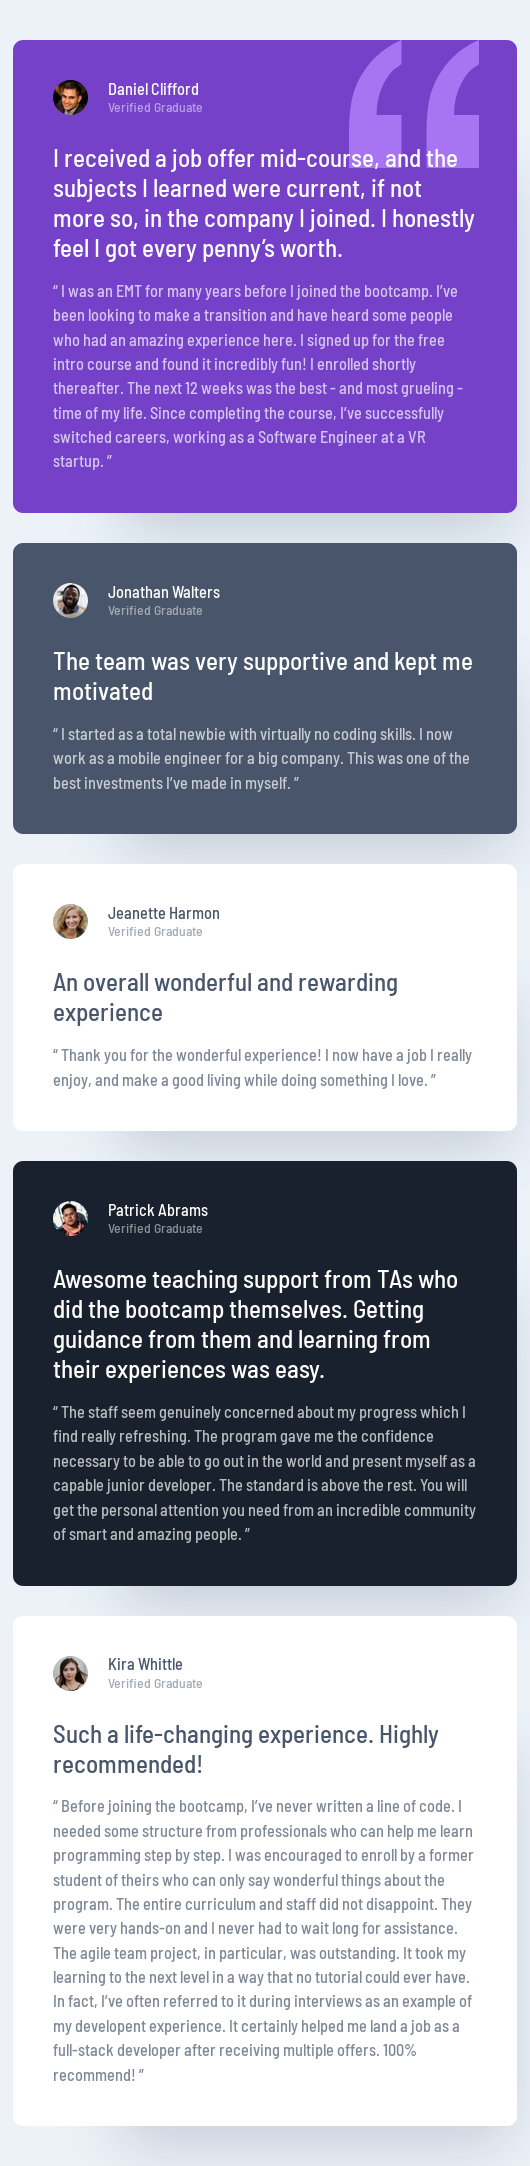 Daniel Clifford
Verified Graduate
I received a job offer mid-course, and the
subjects I learned were current, if not
more so, in the company I joined. I honestly
feel I got every penny’s worth.
“ I was an EMT for many years before I joined the bootcamp. I’ve
been looking to make a transition and have heard some people
who had an amazing experience here. I signed up for the free
intro course and found it incredibly fun! I enrolled shortly
thereafter. The next 12 weeks was the best - and most grueling -
time of my life. Since completing the course, I’ve successfully
switched careers, working as a Software Engineer at a VR
startup. ”
Jonathan Walters
Verified Graduate
The team was very supportive and kept me
motivated
“ I started as a total newbie with virtually no coding skills. I now
work as a mobile engineer for a big company. This was one of the
best investments I’ve made in myself. ”
Jeanette Harmon
Verified Graduate
An overall wonderful and rewarding
experience
“ Thank you for the wonderful experience! I now have a job I really
enjoy, and make a good living while doing something I love. ”
Patrick Abrams
Verified Graduate
Awesome teaching support from TAs who
did the bootcamp themselves. Getting
guidance from them and learning from
their experiences was easy.
“ The staff seem genuinely concerned about my progress which I
find really refreshing. The program gave me the confidence
necessary to be able to go out in the world and present myself as a
capable junior developer. The standard is above the rest. You will
get the personal attention you need from an incredible community
of smart and amazing people. ”
Kira Whittle
Verified Graduate
Such a life-changing experience. Highly
recommended!
“ Before joining the bootcamp, I’ve never written a line of code. I
needed some structure from professionals who can help me learn
programming step by step. I was encouraged to enroll by a former
student of theirs who can only say wonderful things about the
program. The entire curriculum and staff did not disappoint. They
were very hands-on and I never had to wait long for assistance.
The agile team project, in particular, was outstanding. It took my
learning to the next level in a way that no tutorial could ever have.
In fact, I’ve often referred to it during interviews as an example of
my developent experience. It certainly helped me land a job as a
full-stack developer after receiving multiple offers. 100%
recommend! ”